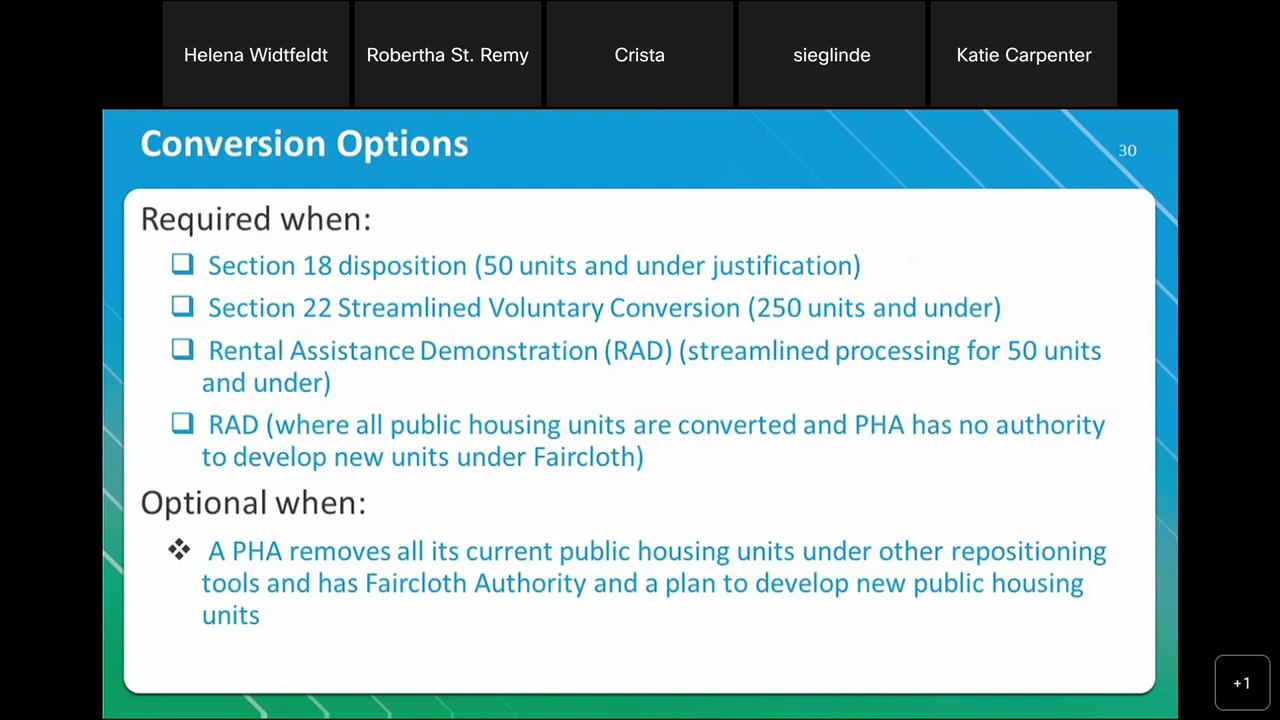 Helena Widtfeldt
Robertha St. Remy
Crista
sieglinde
Katie Carpenter
Conversion Options
30
Required when:
Section 18 disposition (50 units and under justification)
Section 22 Streamlined Voluntary Conversion (250 units and under)
Rental Assistance Demonstration (RAD) (streamlined processing for 50 units
and under)
RAD (where all public housing units are converted and PHA has no authority
to develop new units under Faircloth)
Optional when:
A PHA removes all its current public housing units under other repositioning
tools and has Faircloth Authority and a plan to develop new public housing
units
+1